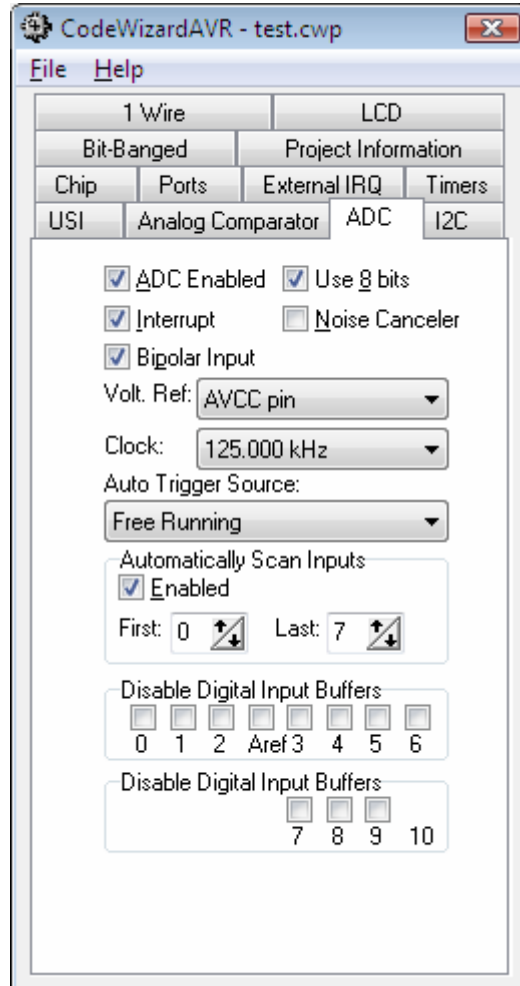 CodeWizardAVR - test.cwp
File Help
1 Wire LCD
Bit-Banged Project Information
Chip Ports External IRQ Timers
USI Analog Comparator ADC I2C
ADC Enabled Use 8 bits
Interrupt Noise Canceler
Bipolar Input
Volt. Ref: AVCC pin
Clock: 125.000 kHz
Auto Trigger Source:
Free Running
Automatically Scan Inputs
Enabled
First: 0 Last: 7
Disable Digital Input Buffers
0 1 2 Aref 3 4 5 6
Disable Digital Input Buffers
7 8 9 10